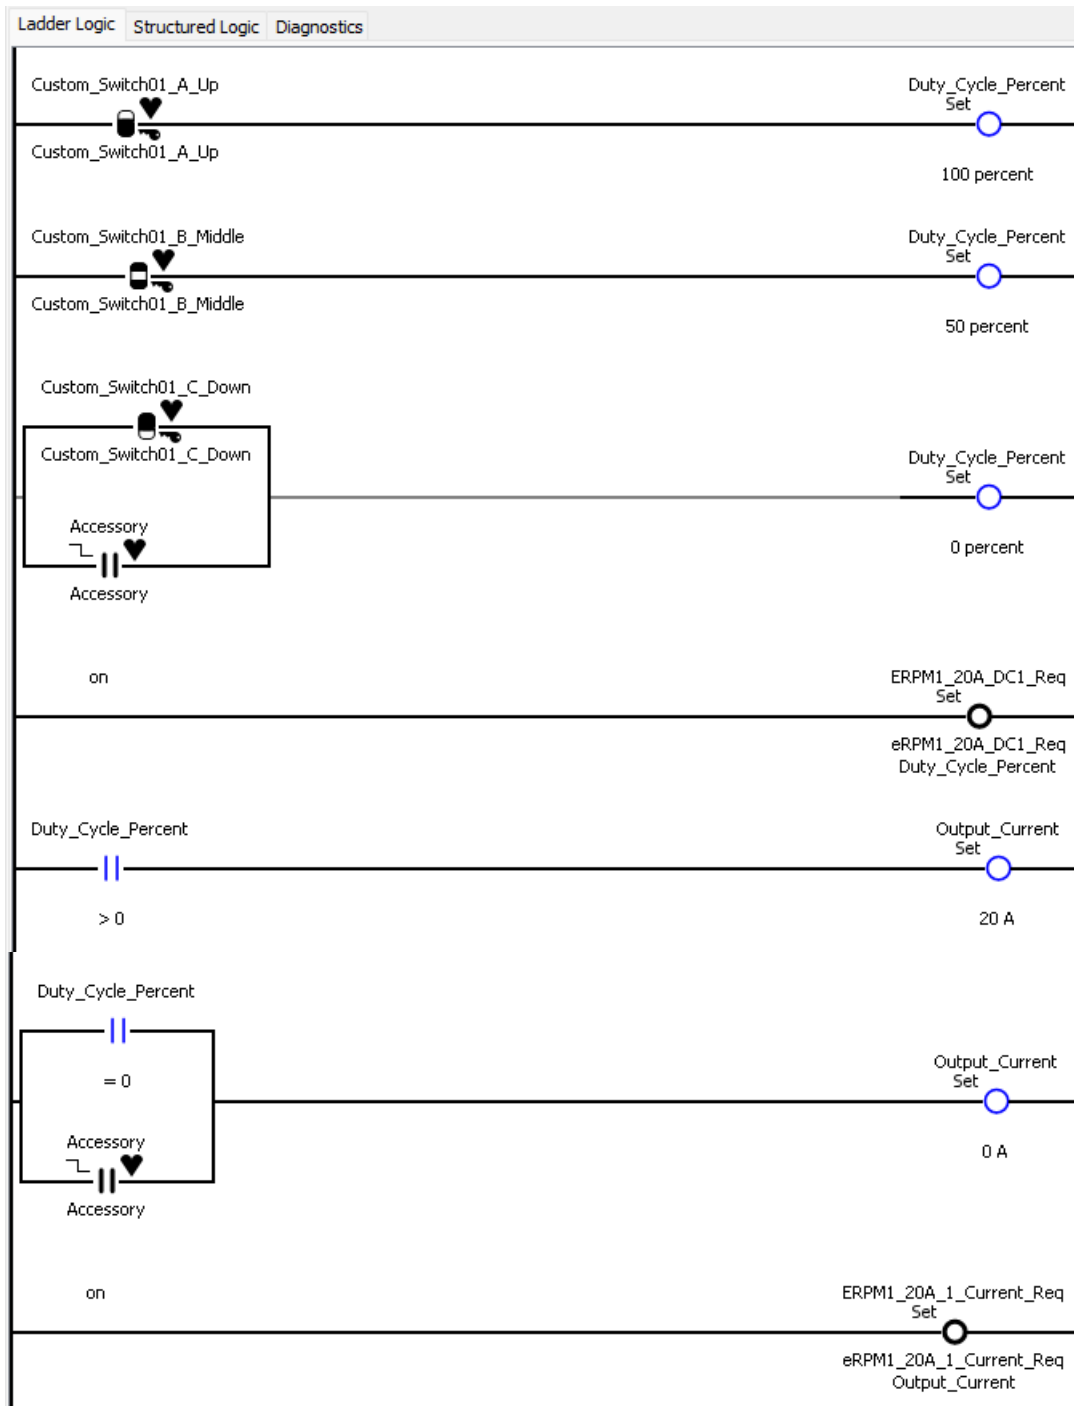 Ladder Logic Structured Logic Diagnostics
Custom_Switch01_A_Up Duty_Cycle_Percent
Set
Custom_Switch01_A_Up
100 percent
Custom_Switch01_B_Middle Duty_Cycle_Percent
Set
Custom_Switch01_B_Middle
50 percent
Custom_Switch01_C_Down
Custom_Switch01_C_Down Duty_Cycle_Percent
Set
Accessory
0 percent
Accessory
on ERPM1_20A_DC1_Req
Set
eRPM1_20A_DC1_Req
Duty_Cycle_Percent
Duty_Cycle_Percent Output_Current
Set
> 0 20 A
Duty_Cycle_Percent
Output_Current
= 0 Set
Accessory 0 A
Accessory
on ERPM1_20A_1_Current_Req
Set
eRPM1_20A_1_Current_Req
Output_Current